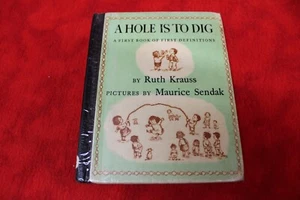 A HOLE IS TO DIG
A FIRST BOOK OF FIRST DEFINITIONS
BY Ruth Krauss
PICTURES BY Maurice Sendak